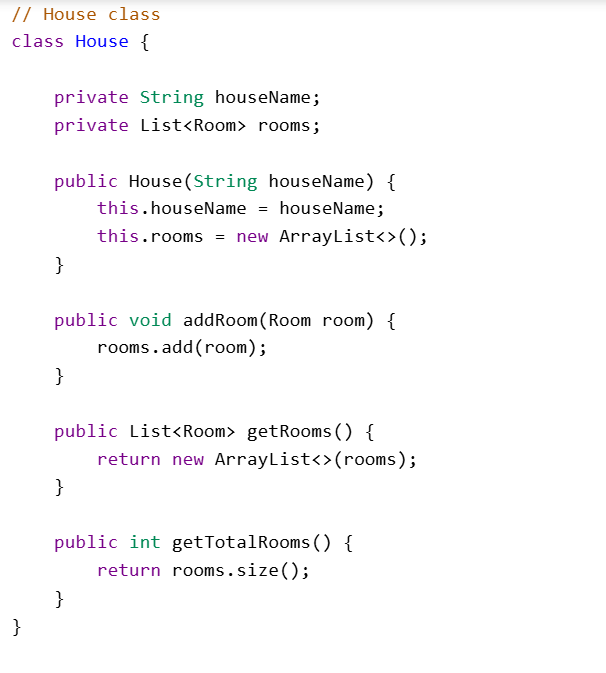 // House class
class House {
    private String houseName;
    private List<Room> rooms;
    public House(String houseName) {
        this.houseName = houseName;
        this.rooms = new ArrayList<>();
    }
    public void addRoom(Room room) {
        rooms.add(room);
    }
    public List<Room> getRooms() {
        return new ArrayList<>(rooms);
    }
    public int getTotalRooms() {
        return rooms.size();
    }
}